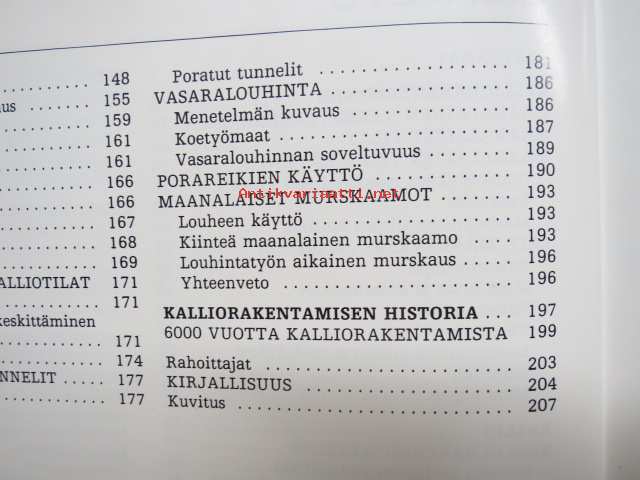 148
us ....... 155
159
161
161
166
166
167
168
169
ALLIOTILAT 171
171
keskittäminen
171
174
NNELIT ..... 177
177
Poratut tunnelit .................. 181
VASARALOUHINTA ................ 186
Menetelmän kuvaus ............... 186
Koetyömaat ..................... 187
Vasaralouhinnan soveltuvuus ........ 189
PORAREIKIEN KÄYTTÖ ............ 190
MAANALAISET MURSKAAMOT ....... 193
Antikvariaatti.net
Louheen käyttö .................. 193
Kiinteä maanalainen murskaamo .... 193
Louhintatyön aikainen murskaus ..... 196
Yhteenveto ..................... 196
KALLIORAKENTAMISEN HISTORIA ... 197
6000 VUOTTA KALLIORAKENTAMISTA 199
Rahoittajat ....................... 203
KIRJALLISUUS ................... 204
Kuvitus ........................ 207